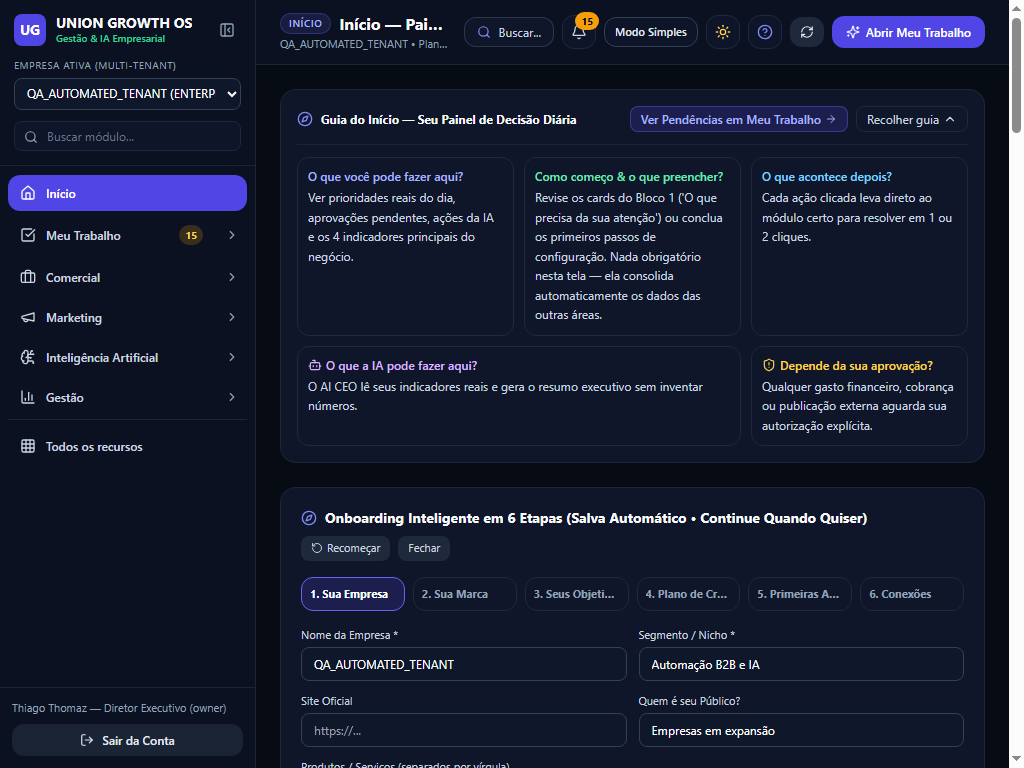 UG
UNION GROWTH OS
Gestão & IA Empresarial
EMPRESA ATIVA (MULTI-TENANT)
QA_AUTOMATED_TENANT (ENTERP
Buscar módulo...
Início
Meu Trabalho
15
Comercial
Marketing
Inteligência Artificial
Gestão
Todos os recursos
Thiago Thomaz — Diretor Executivo (owner)
Sair da Conta
INÍCIO
Início — Pai...
QA_AUTOMATED_TENANT • Plan...
Buscar...
15
Modo Simples
Abrir Meu Trabalho
Guia do Início — Seu Painel de Decisão Diária
Ver Pendências em Meu Trabalho
Recolher guia
O que você pode fazer aqui?
Ver prioridades reais do dia,
aprovações pendentes, ações da IA
e os 4 indicadores principais do
negócio.
Como começo & o que preencher?
Revise os cards do Bloco 1 ('O que
precisa da sua atenção') ou conclua
os primeiros passos de
configuração. Nada obrigatório
nesta tela — ela consolida
automaticamente os dados das
outras áreas.
O que acontece depois?
Cada ação clicada leva direto ao
módulo certo para resolver em 1 ou
2 cliques.
O que a IA pode fazer aqui?
O AI CEO lê seus indicadores reais e gera o resumo executivo sem inventar
números.
Depende da sua aprovação?
Qualquer gasto financeiro, cobrança
ou publicação externa aguarda sua
autorização explícita.
Onboarding Inteligente em 6 Etapas (Salva Automático • Continue Quando Quiser)
Recomeçar
Fechar
1. Sua Empresa
2. Sua Marca
3. Seus Objeti...
4. Plano de Cr...
5. Primeiras A...
6. Conexões
Nome da Empresa *
Segmento / Nicho *
QA_AUTOMATED_TENANT
Automação B2B e IA
Site Oficial
Quem é seu Público?
https://...
Empresas em expansão
Produtos / Serviços (separados por vírgula)